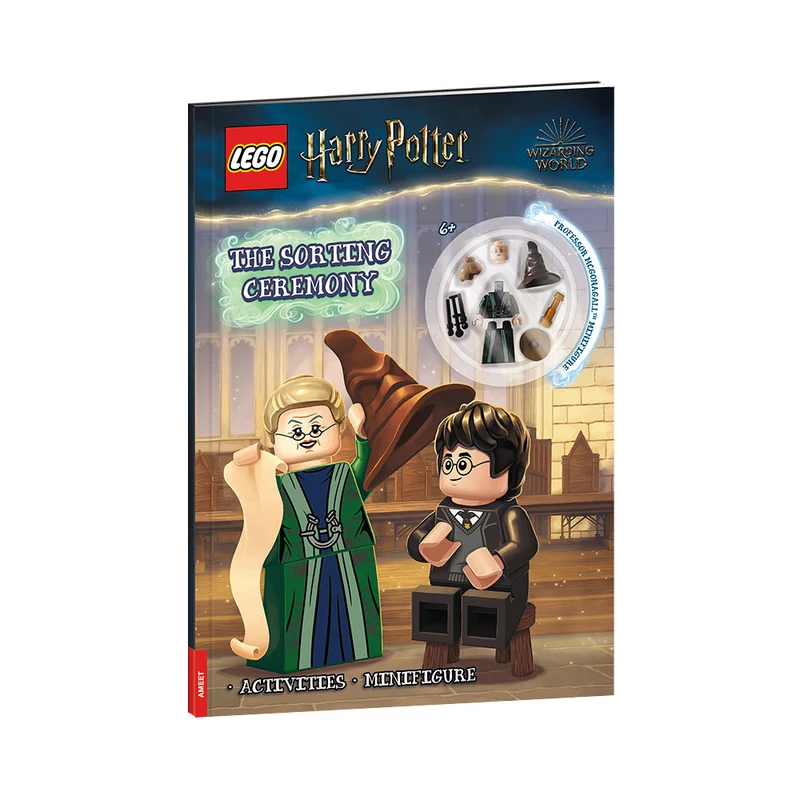 LEGO
Harry Potter
WIZARDING
WORLD
THE SORTING
CEREMONY
6+
PROFESSOR MCGONAGALL™ MINIFIGURE
· ACTIVITIES · MINIFIGURE
AMEET